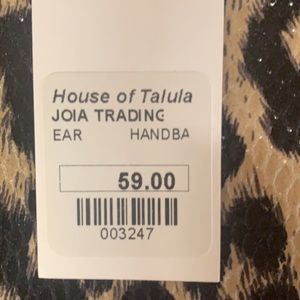 House of Talula
JOIA TRADING
EAR HANDBA
59.00
003247